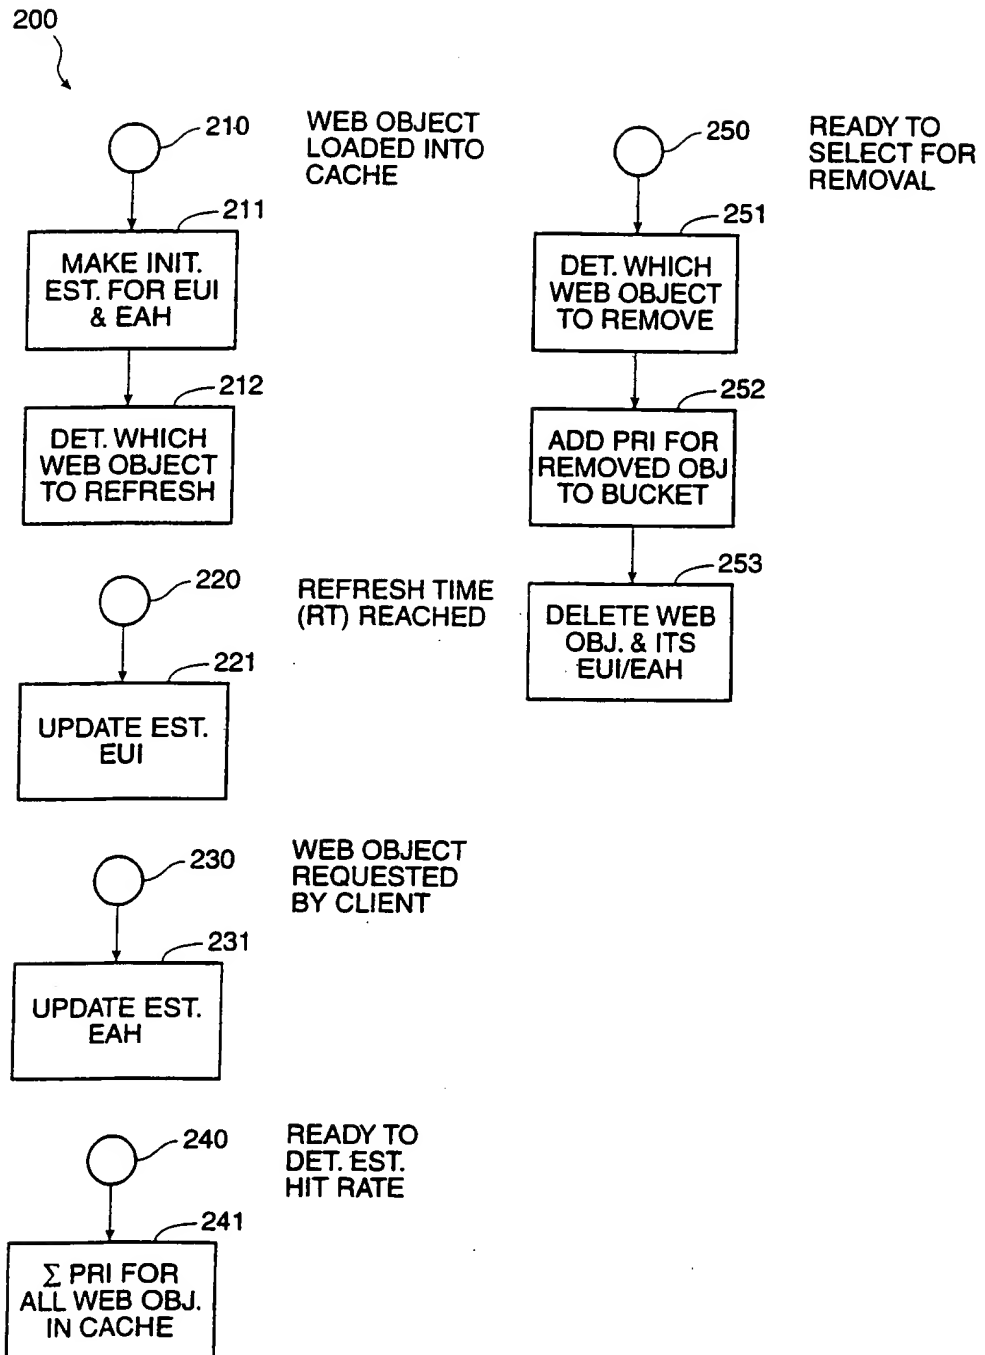 200
210
WEB OBJECT
LOADED INTO
CACHE
211
MAKE INIT.
EST. FOR EUI
& EAH
212
DET. WHICH
WEB OBJECT
TO REFRESH
220
REFRESH TIME
(RT) REACHED
221
UPDATE EST.
EUI
230
WEB OBJECT
REQUESTED
BY CLIENT
231
UPDATE EST.
EAH
240
READY TO
DET. EST.
HIT RATE
241
Σ PRI FOR
ALL WEB OBJ.
IN CACHE
250
READY TO
SELECT FOR
REMOVAL
251
DET. WHICH
WEB OBJECT
TO REMOVE
252
ADD PRI FOR
REMOVED OBJ
TO BUCKET
253
DELETE WEB
OBJ. & ITS
EUI/EAH